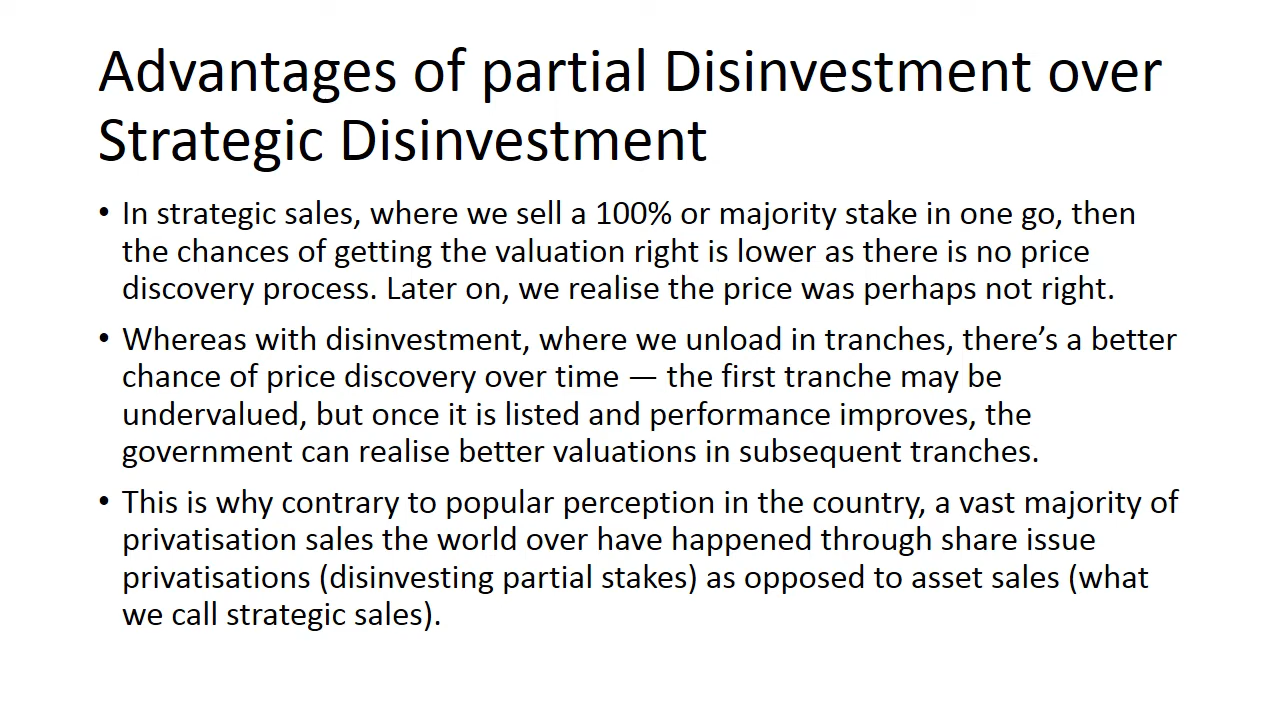 Advantages of partial Disinvestment over
Strategic Disinvestment
• In strategic sales, where we sell a 100% or majority stake in one go, then
the chances of getting the valuation right is lower as there is no price
discovery process. Later on, we realise the price was perhaps not right.
• Whereas with disinvestment, where we unload in tranches, there’s a better
chance of price discovery over time — the first tranche may be
undervalued, but once it is listed and performance improves, the
government can realise better valuations in subsequent tranches.
• This is why contrary to popular perception in the country, a vast majority of
privatisation sales the world over have happened through share issue
privatisations (disinvesting partial stakes) as opposed to asset sales (what
we call strategic sales).